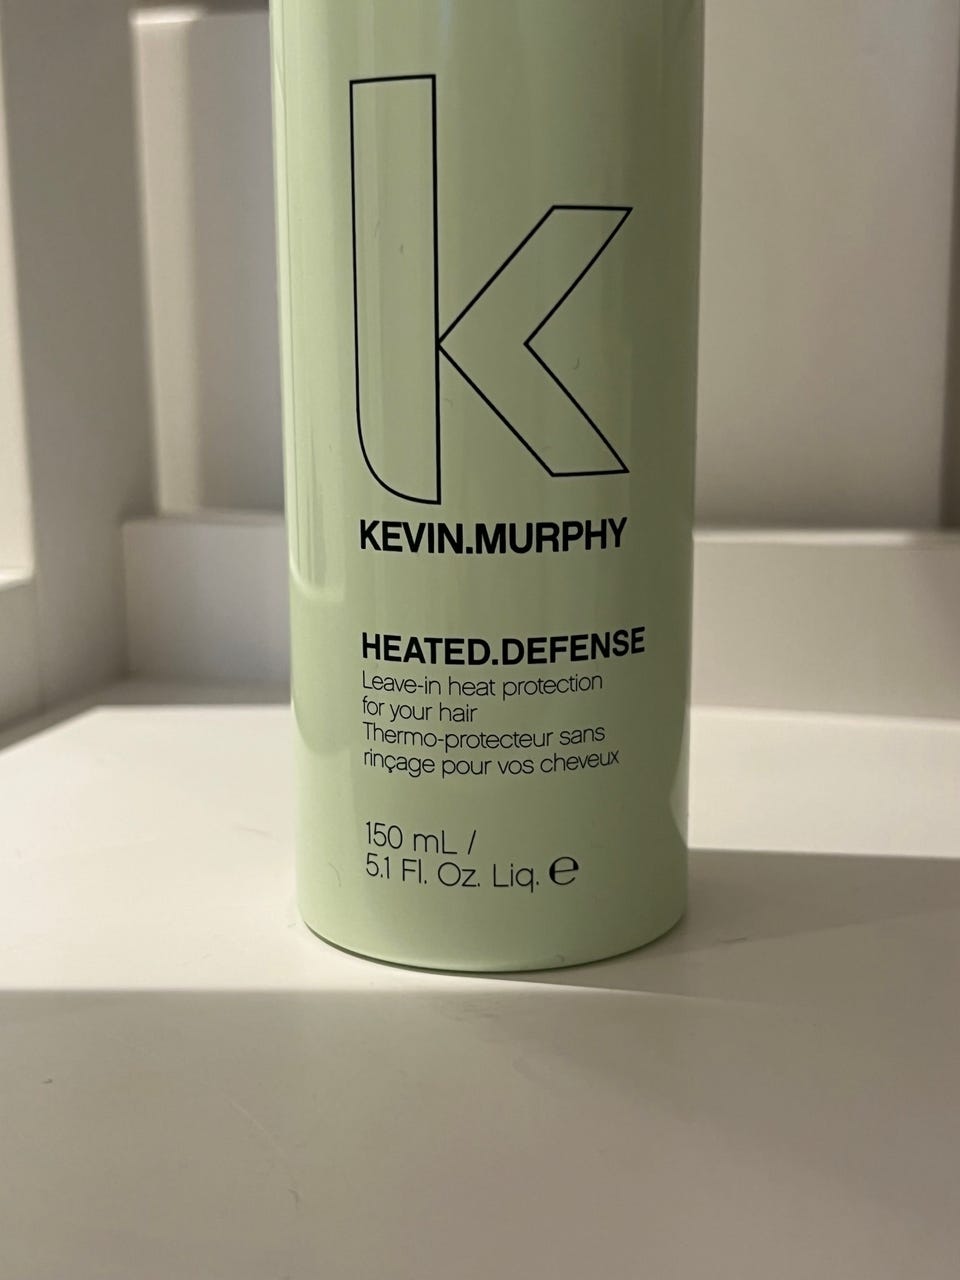 k
KEVIN.MURPHY
HEATED.DEFENSE
Leave-in heat protection
for your hair
Thermo-protecteur sans
rinçage pour vos cheveux
150 mL /
5.1 Fl. Oz. Liq. ℮